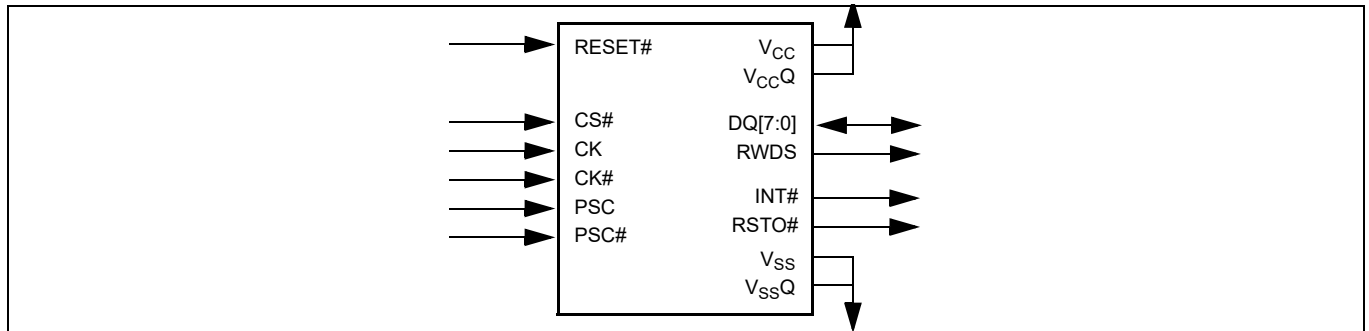 RESET#
CS#
CK
CK#
PSC
PSC#
VCC
VCCQ
DQ[7:0]
RWDS
INT#
RSTO#
VSS
VSSQ